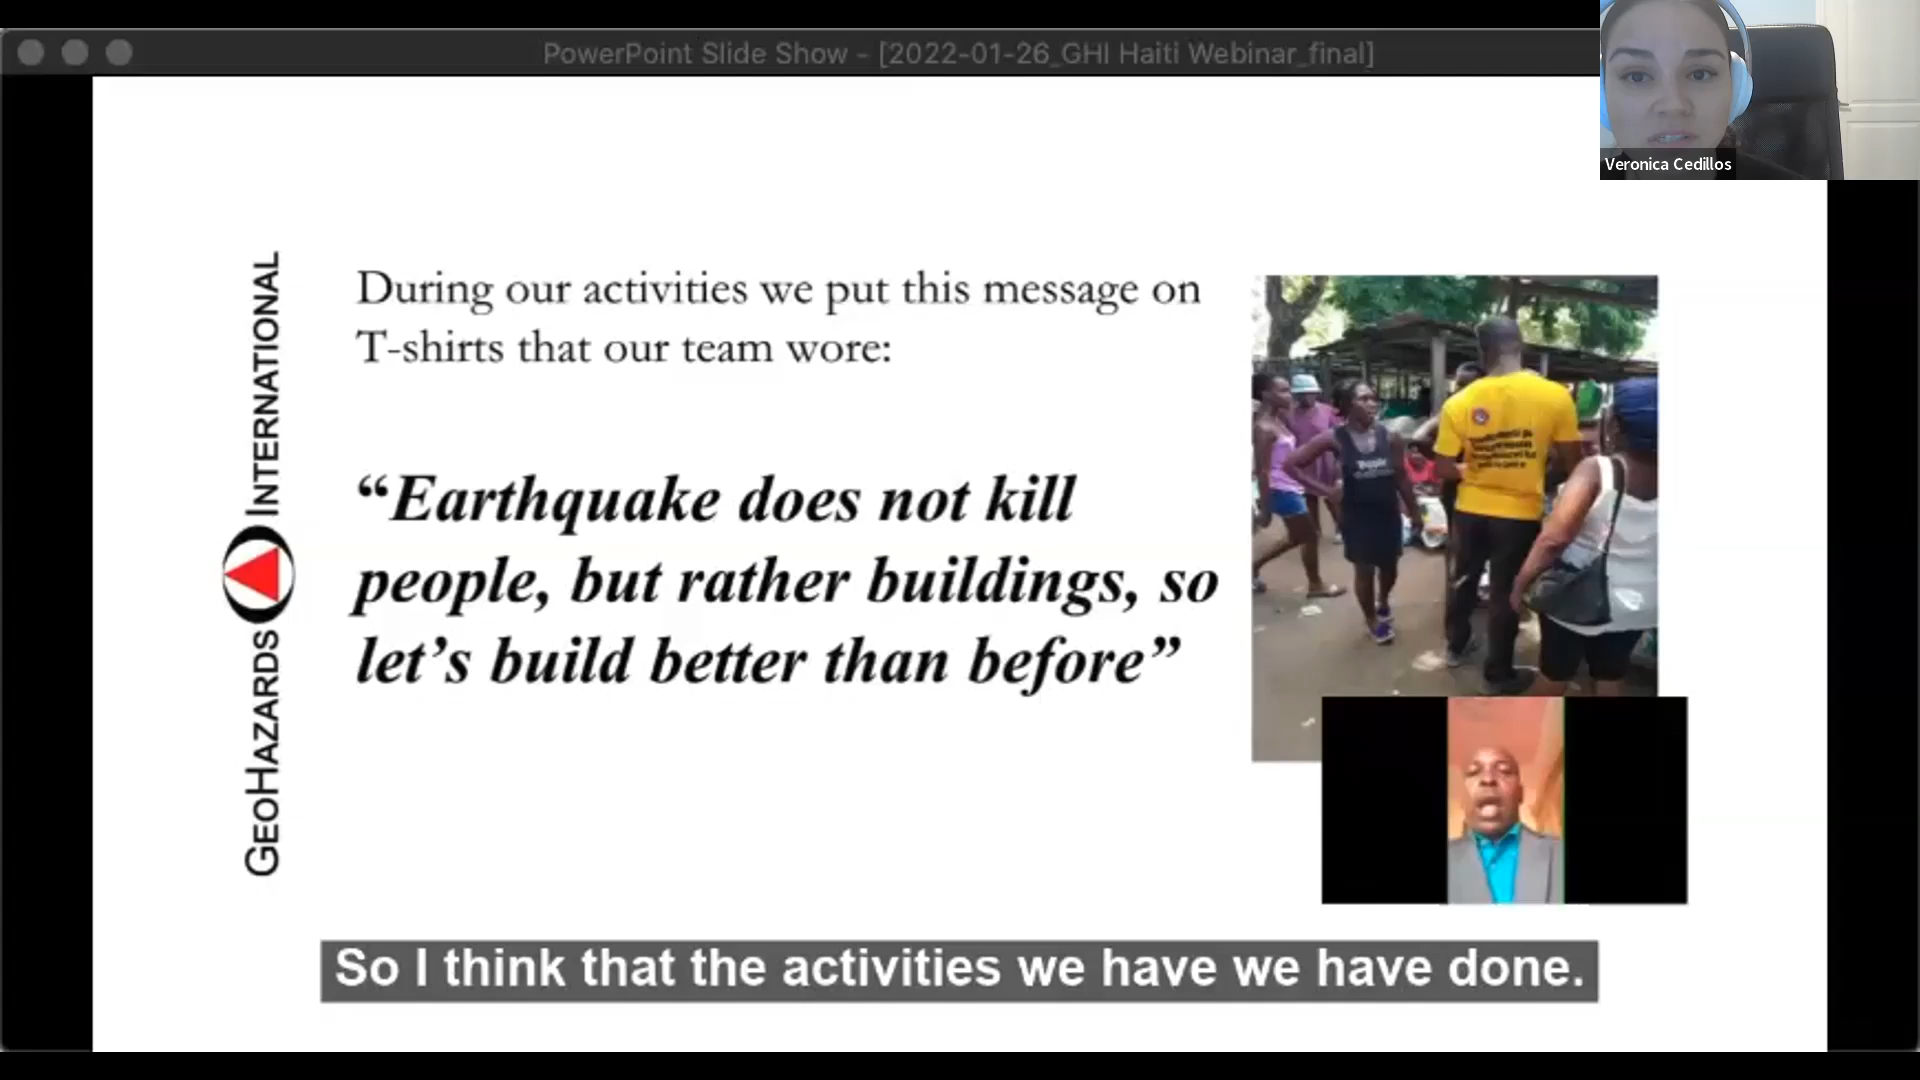 PowerPoint Slide Show - [2022-01-26_GHI Haiti Webinar_final]
Veronica Cedillos
GEOHAZARDS INTERNATIONAL
During our activities we put this message on
T-shirts that our team wore:
“Earthquake does not kill
people, but rather buildings, so
let’s build better than before”
So I think that the activities we have we have done.